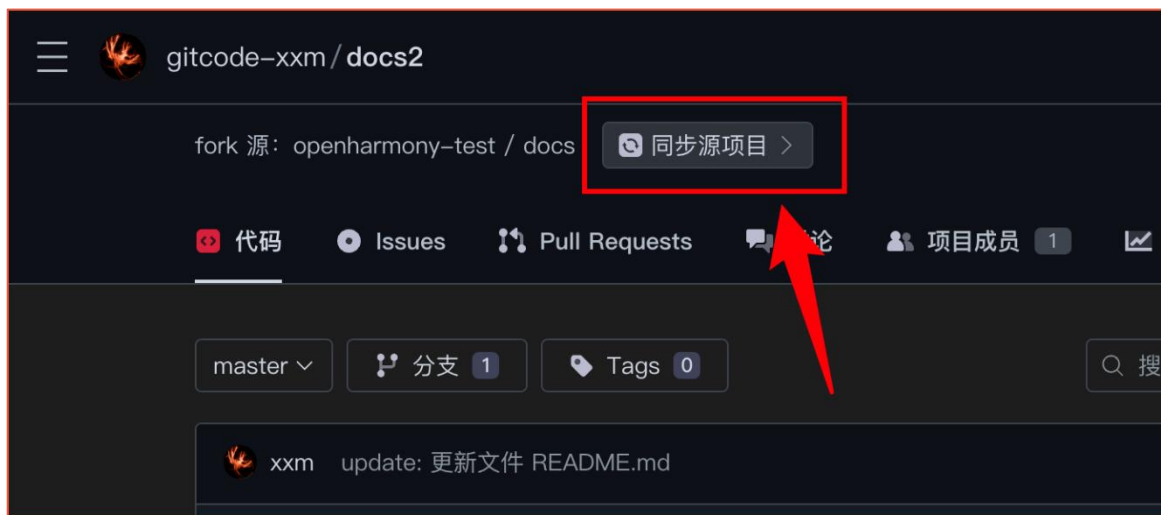 gitcode-xxm / docs2
fork 源: openharmony-test / docs 同步源项目 >
代码 Issues Pull Requests 论 项目成员 1
master 分支 1 Tags 0 搜
xxm update: 更新文件 README.md